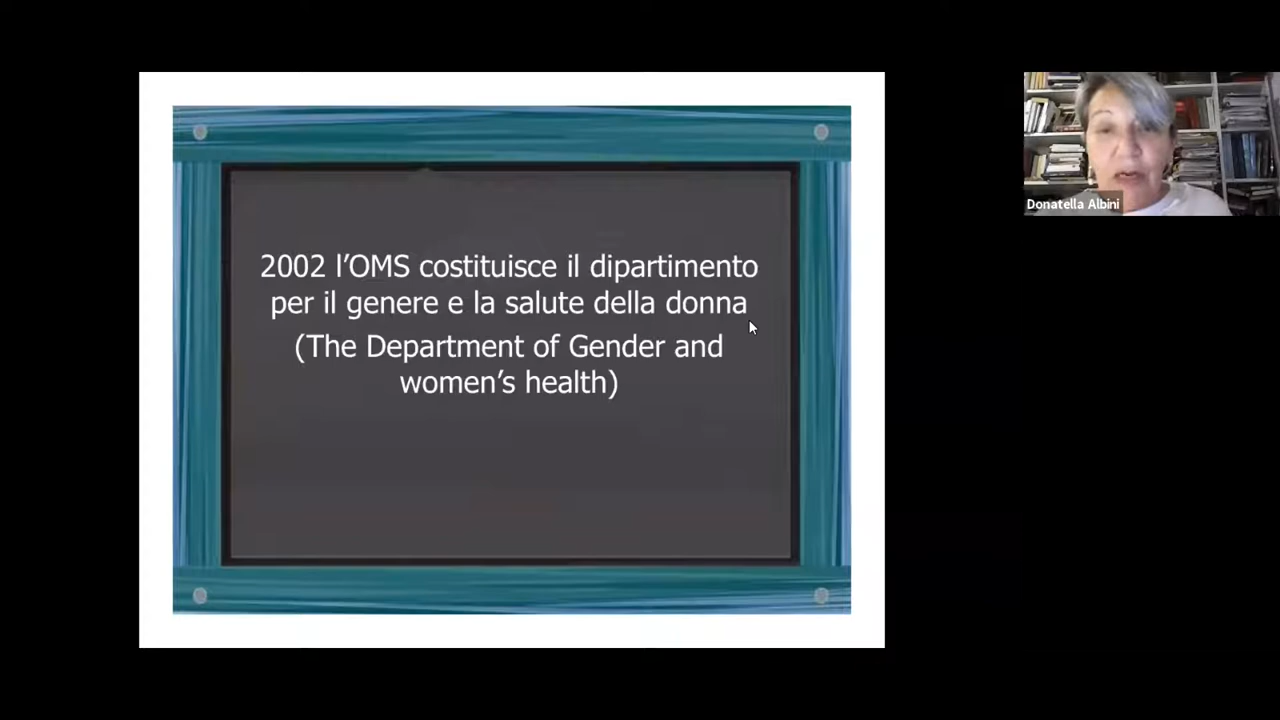 2002 l’OMS costituisce il dipartimento
per il genere e la salute della donna
(The Department of Gender and
women’s health)
Donatella Albini